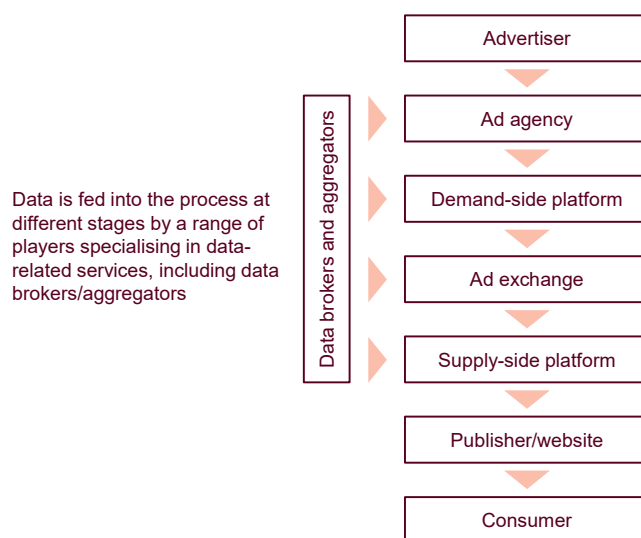 Advertiser
Ad agency
Demand-side platform
Ad exchange
Supply-side platform
Publisher/website
Consumer
Data brokers and aggregators
Data is fed into the process at
different stages by a range of
players specialising in data-
related services, including data
brokers/aggregators